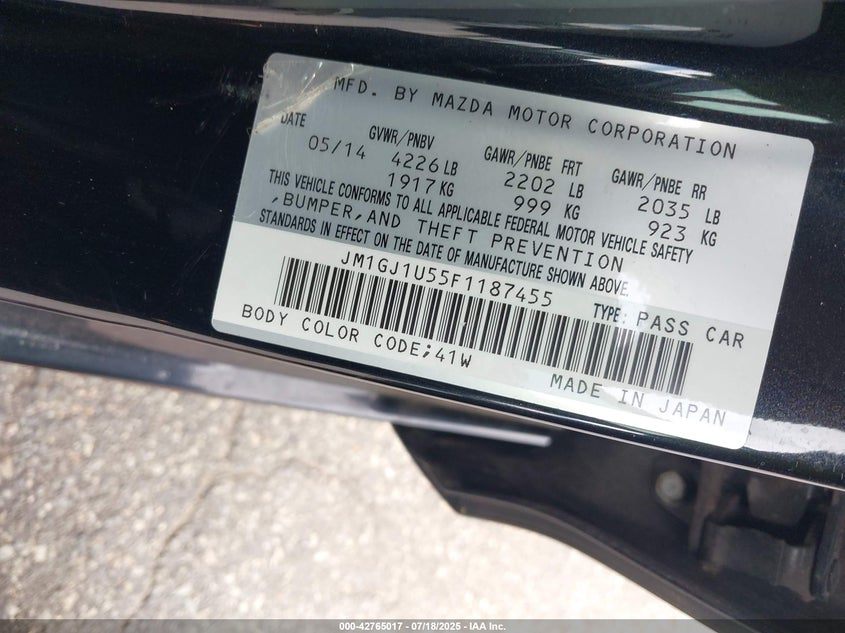 MFD. BY MAZDA MOTOR CORPORATION
DATE GVWR/PNBV GAWR/PNBE FRT GAWR/PNBE RR
05/14 4226 LB 2202 LB 2035 LB
1917 KG 999 KG 923 KG
THIS VEHICLE CONFORMS TO ALL APPLICABLE FEDERAL MOTOR VEHICLE SAFETY
,BUMPER,AND THEFT PREVENTION
STANDARDS IN EFFECT ON THE DATE OF MANUFACTURE SHOWN ABOVE.
JM1GJ1U55F1187455 TYPE: PASS CAR
BODY COLOR CODE;41W
MADE IN JAPAN
000-42765017 - 07/18/2025 - IAA Inc.